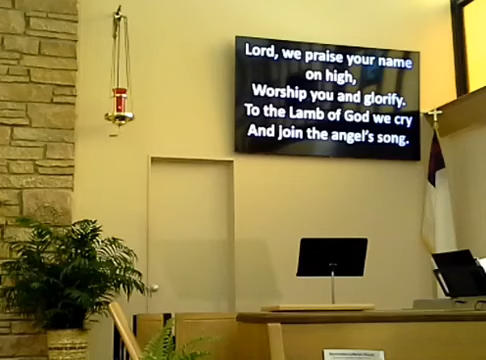 Lord, we praise your name
on high,
Worship you and glorify.
To the Lamb of God we cry
And join the angel's song.